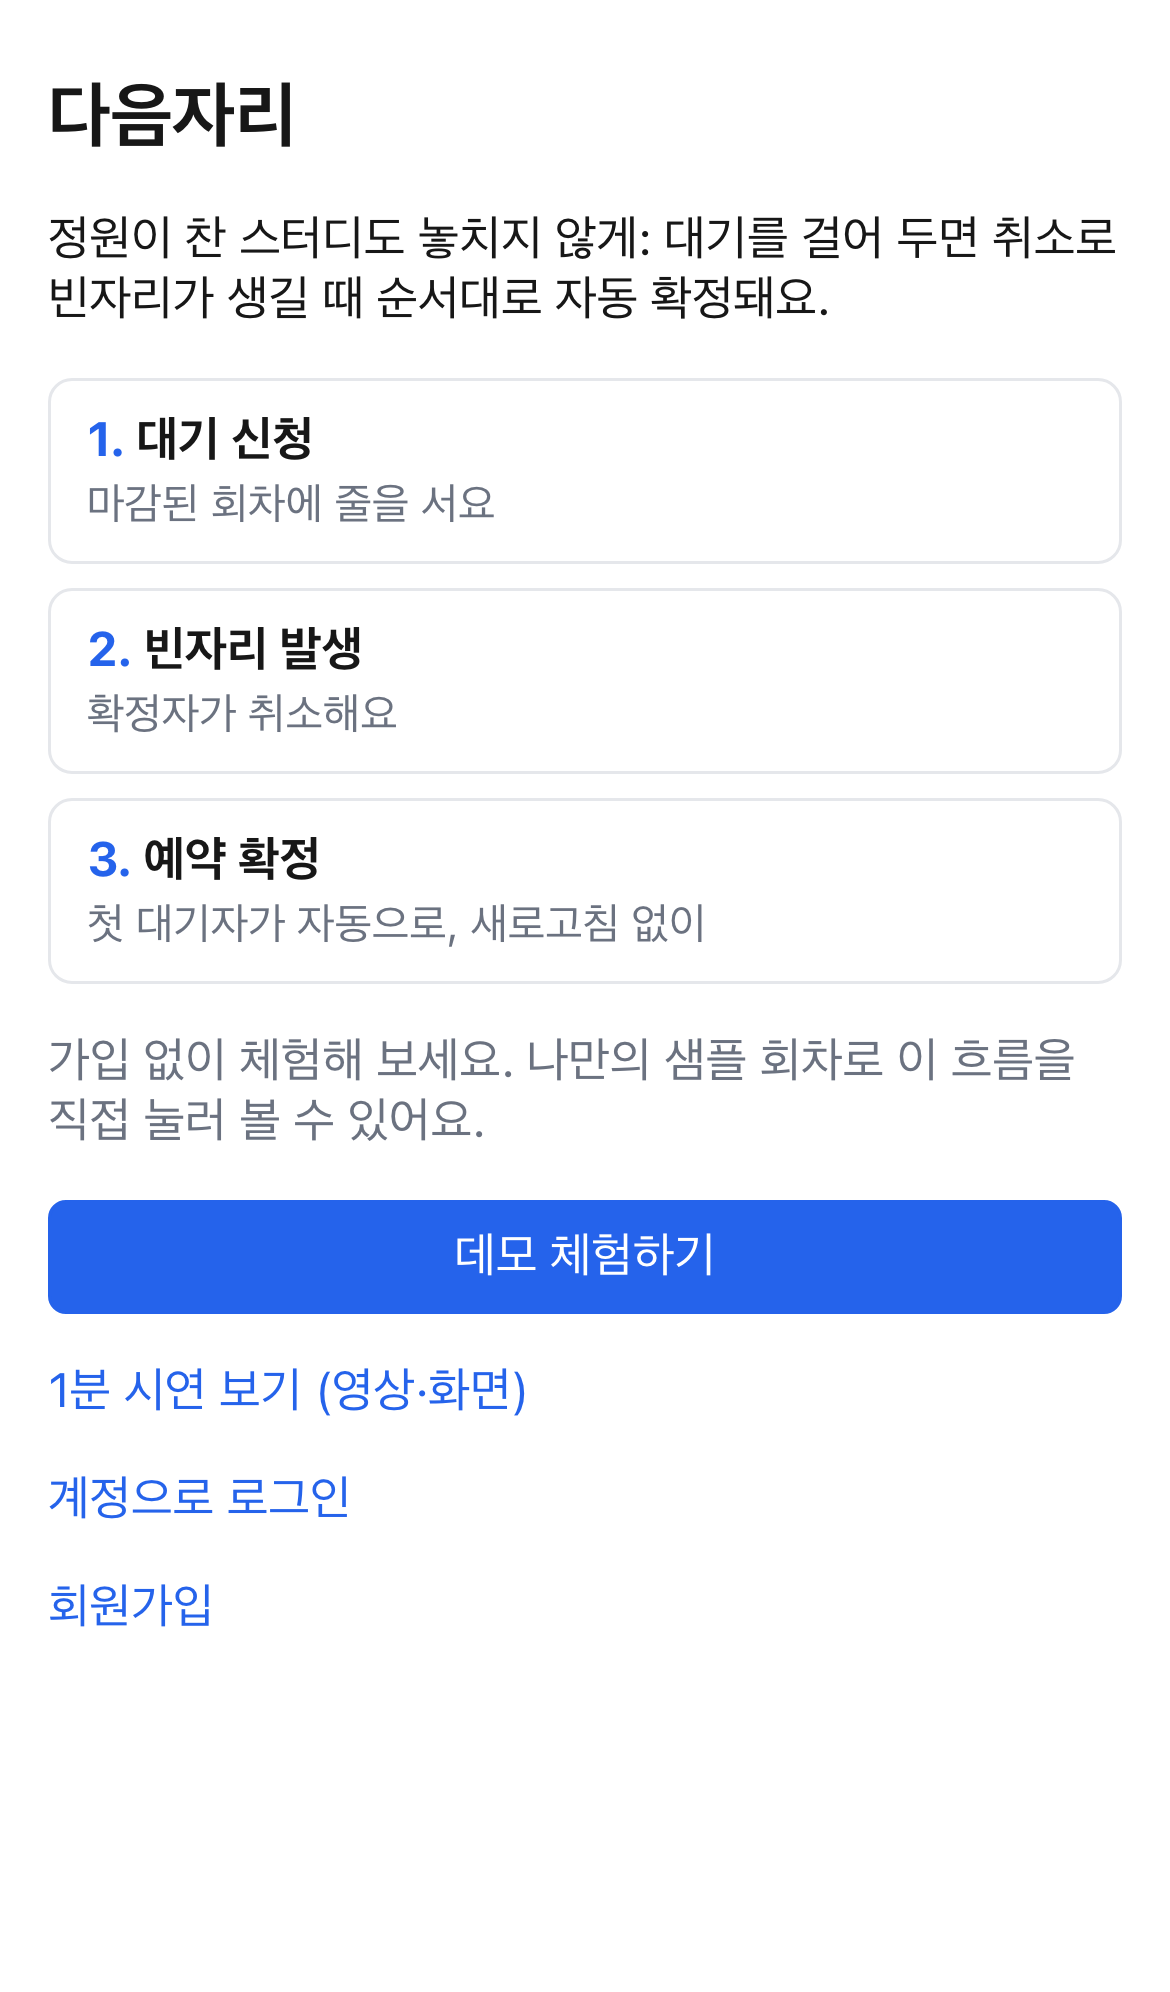 다음자리
정원이 찬 스터디도 놓치지 않게: 대기를 걸어 두면 취소로
빈자리가 생길 때 순서대로 자동 확정돼요.
1. 대기 신청
마감된 회차에 줄을 서요
2. 빈자리 발생
확정자가 취소해요
3. 예약 확정
첫 대기자가 자동으로, 새로고침 없이
가입 없이 체험해 보세요. 나만의 샘플 회차로 이 흐름을
직접 눌러 볼 수 있어요.
데모 체험하기
1분 시연 보기 (영상·화면)
계정으로 로그인
회원가입